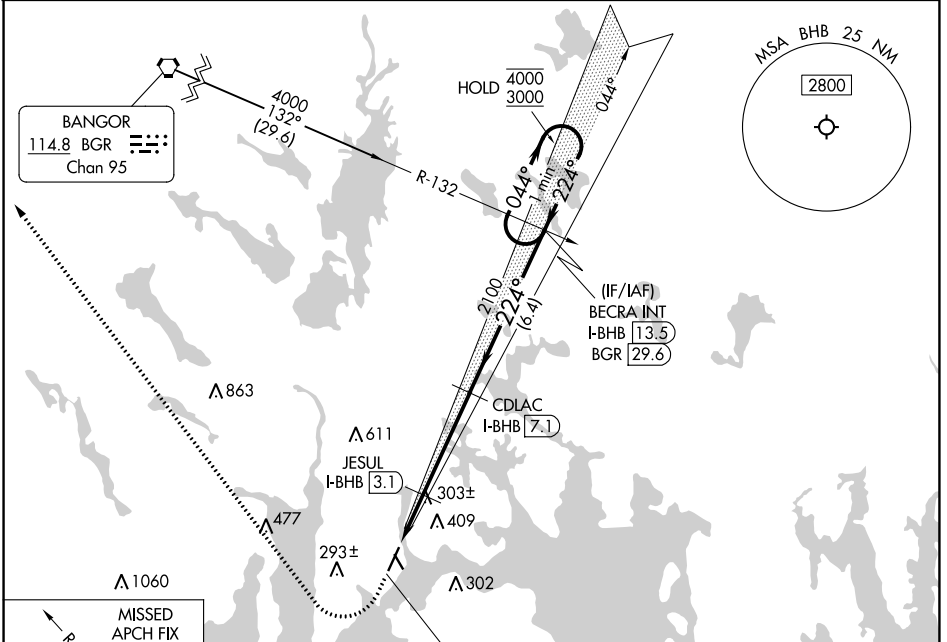 MSA BHB 25 NM
2800
HOLD 4000
3000
044°
4000
132°
(29.6)
BANGOR
114.8 BGR
Chan 95
R-132
044°
1 min
224°
2100
224°
(6.4)
(IF/IAF)
BECRA INT
I-BHB 13.5
BGR 29.6
863
CDLAC
I-BHB 7.1
611
JESUL
I-BHB 3.1
303±
409
477
293±
302
1060
MISSED
APCH FIX
R